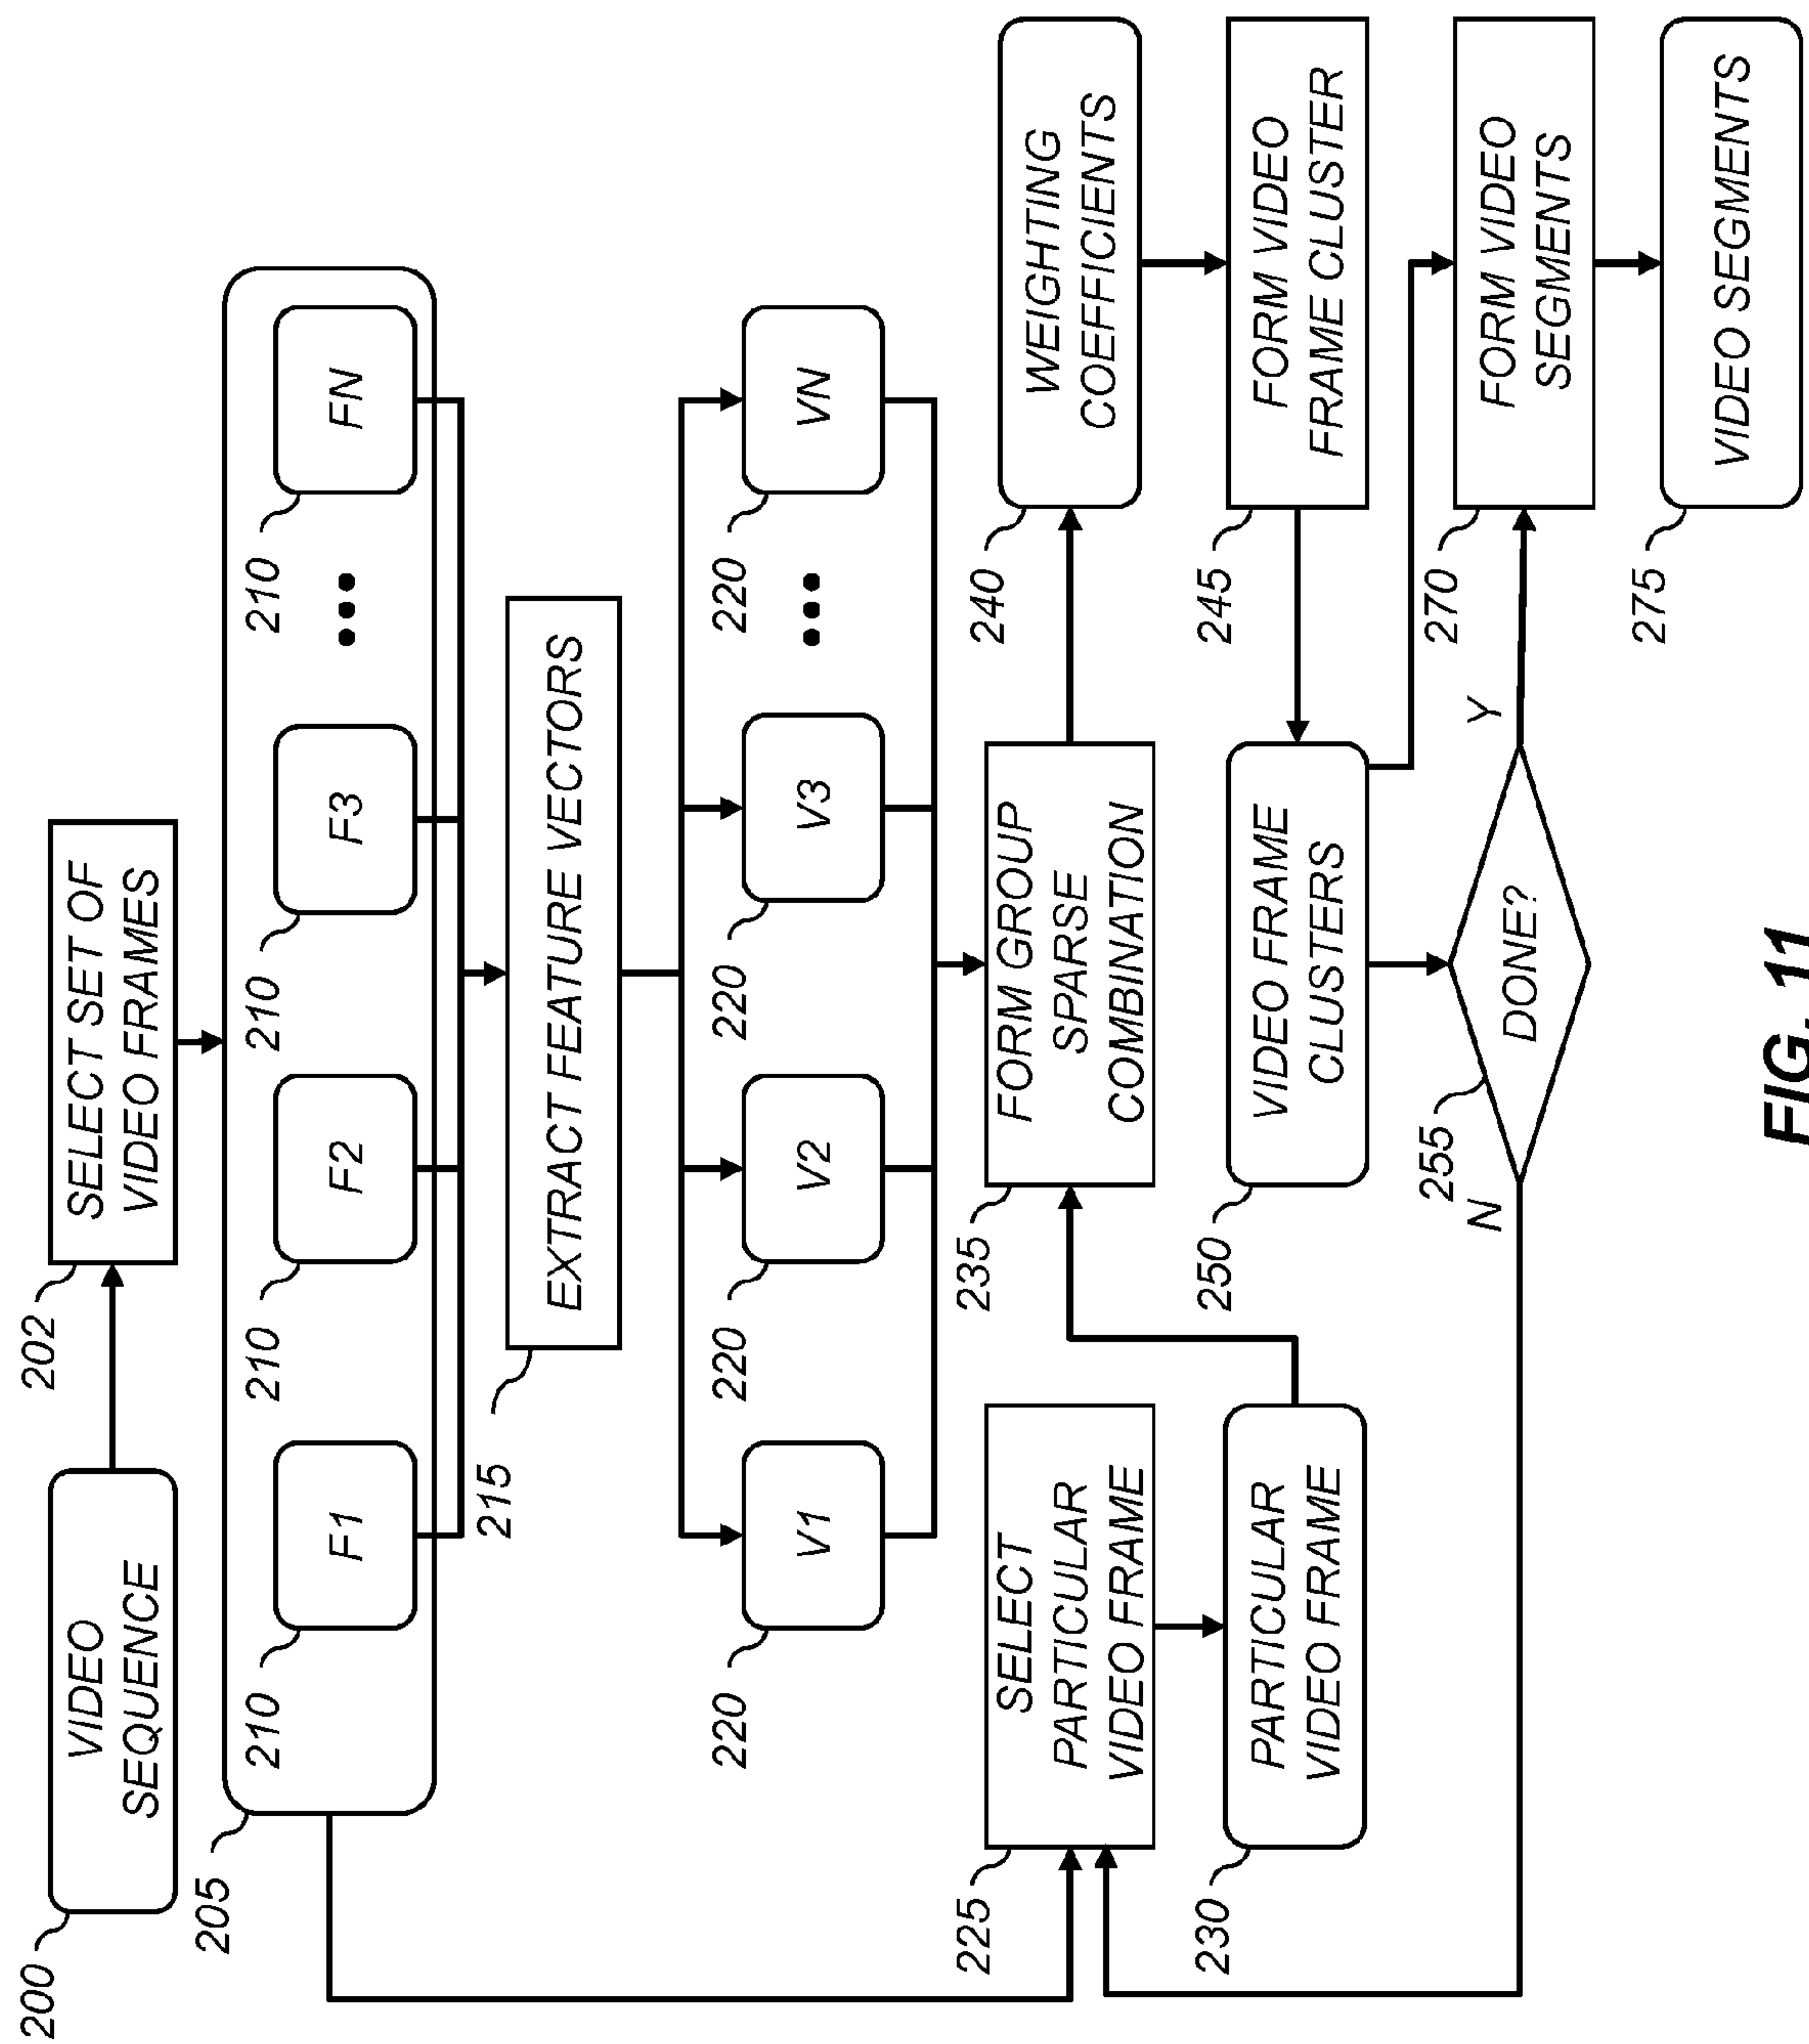 200
VIDEO
SEQUENCE
202
SELECT SET OF
VIDEO FRAMES
205
210
F1
210
F2
210
F3
210
FN
215
EXTRACT FEATURE VECTORS
220
V1
220
V2
220
V3
220
VN
225
SELECT
PARTICULAR
VIDEO FRAME
235
FORM GROUP
SPARSE
COMBINATION
240
WEIGHTING
COEFFICIENTS
230
PARTICULAR
VIDEO FRAME
250
VIDEO FRAME
CLUSTERS
245
FORM VIDEO
FRAME CLUSTER
255
N
DONE?
Y
270
FORM VIDEO
SEGMENTS
275
VIDEO SEGMENTS
FIG. 11